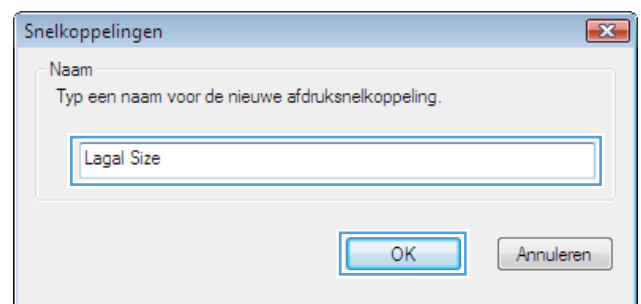 Snelkoppelingen
Naam
Typ een naam voor de nieuwe afdruksnelkoppeling.
Lagal Size
OK
Annuleren